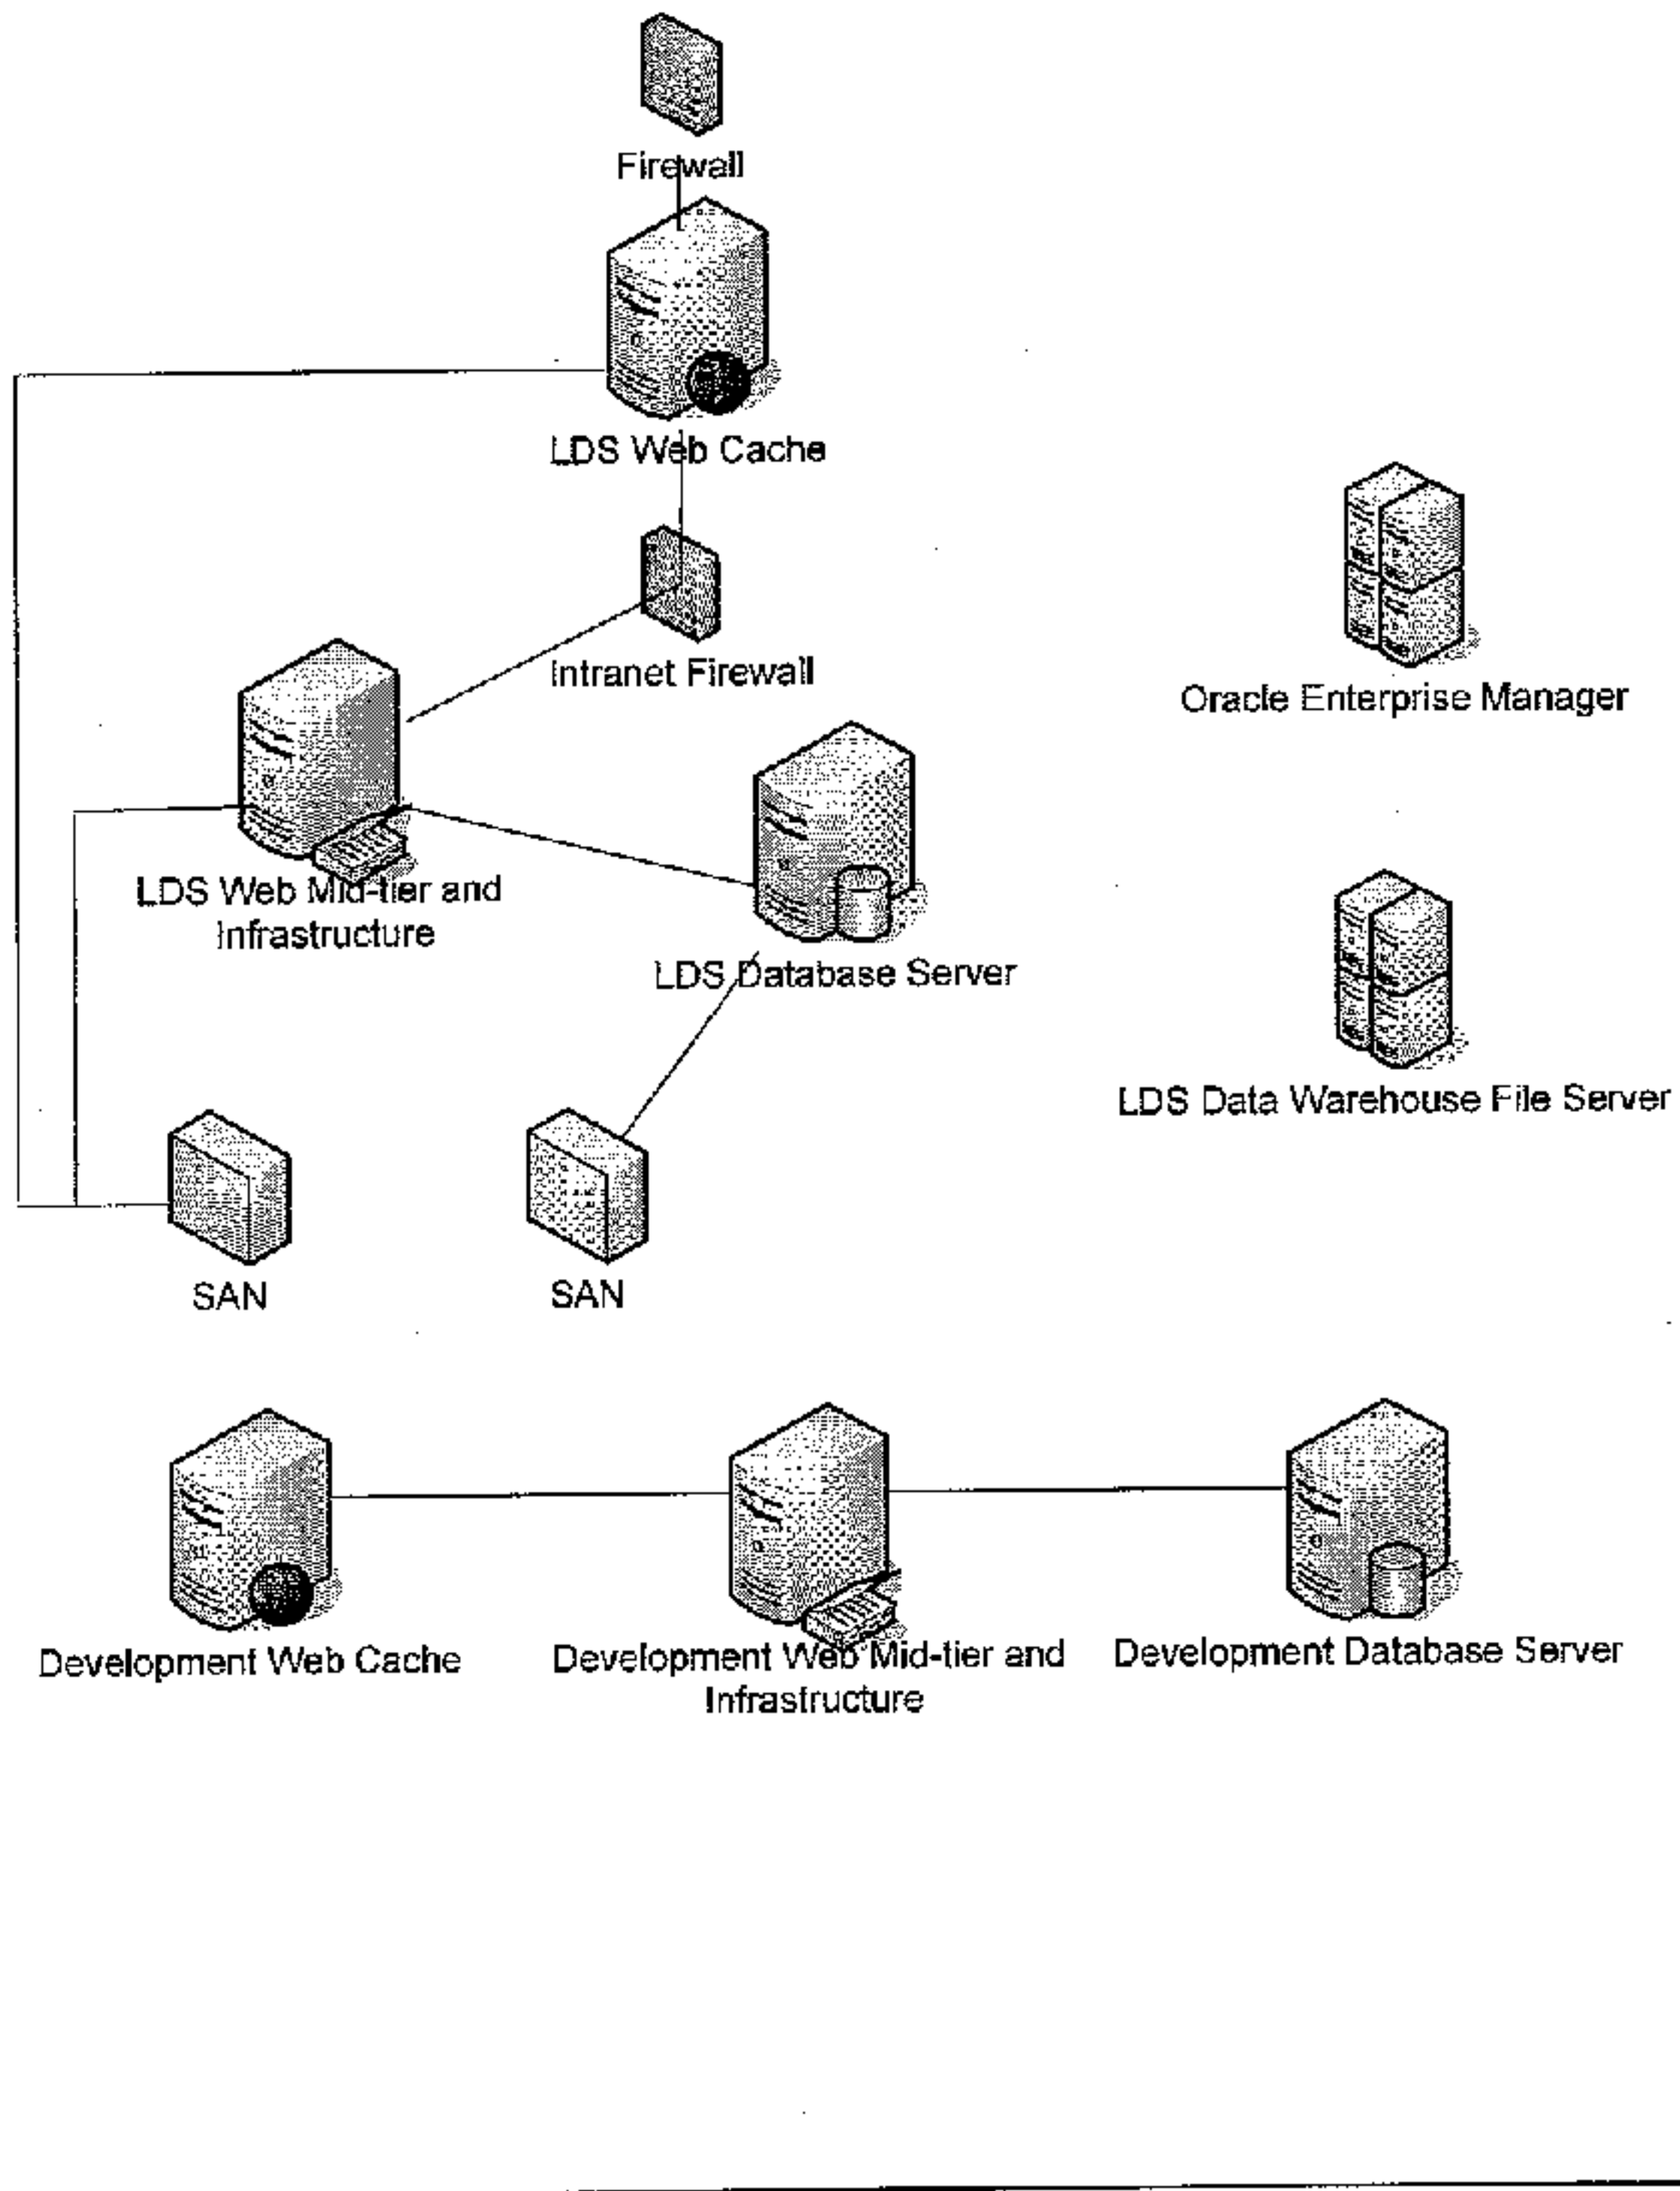 Firewall
LDS Web Cache
Intranet Firewall
Oracle Enterprise Manager
LDS Web Mid-tier and
Infrastructure
LDS Database Server
LDS Data Warehouse File Server
SAN
SAN
Development Web Cache
Development Web Mid-tier and
Infrastructure
Development Database Server